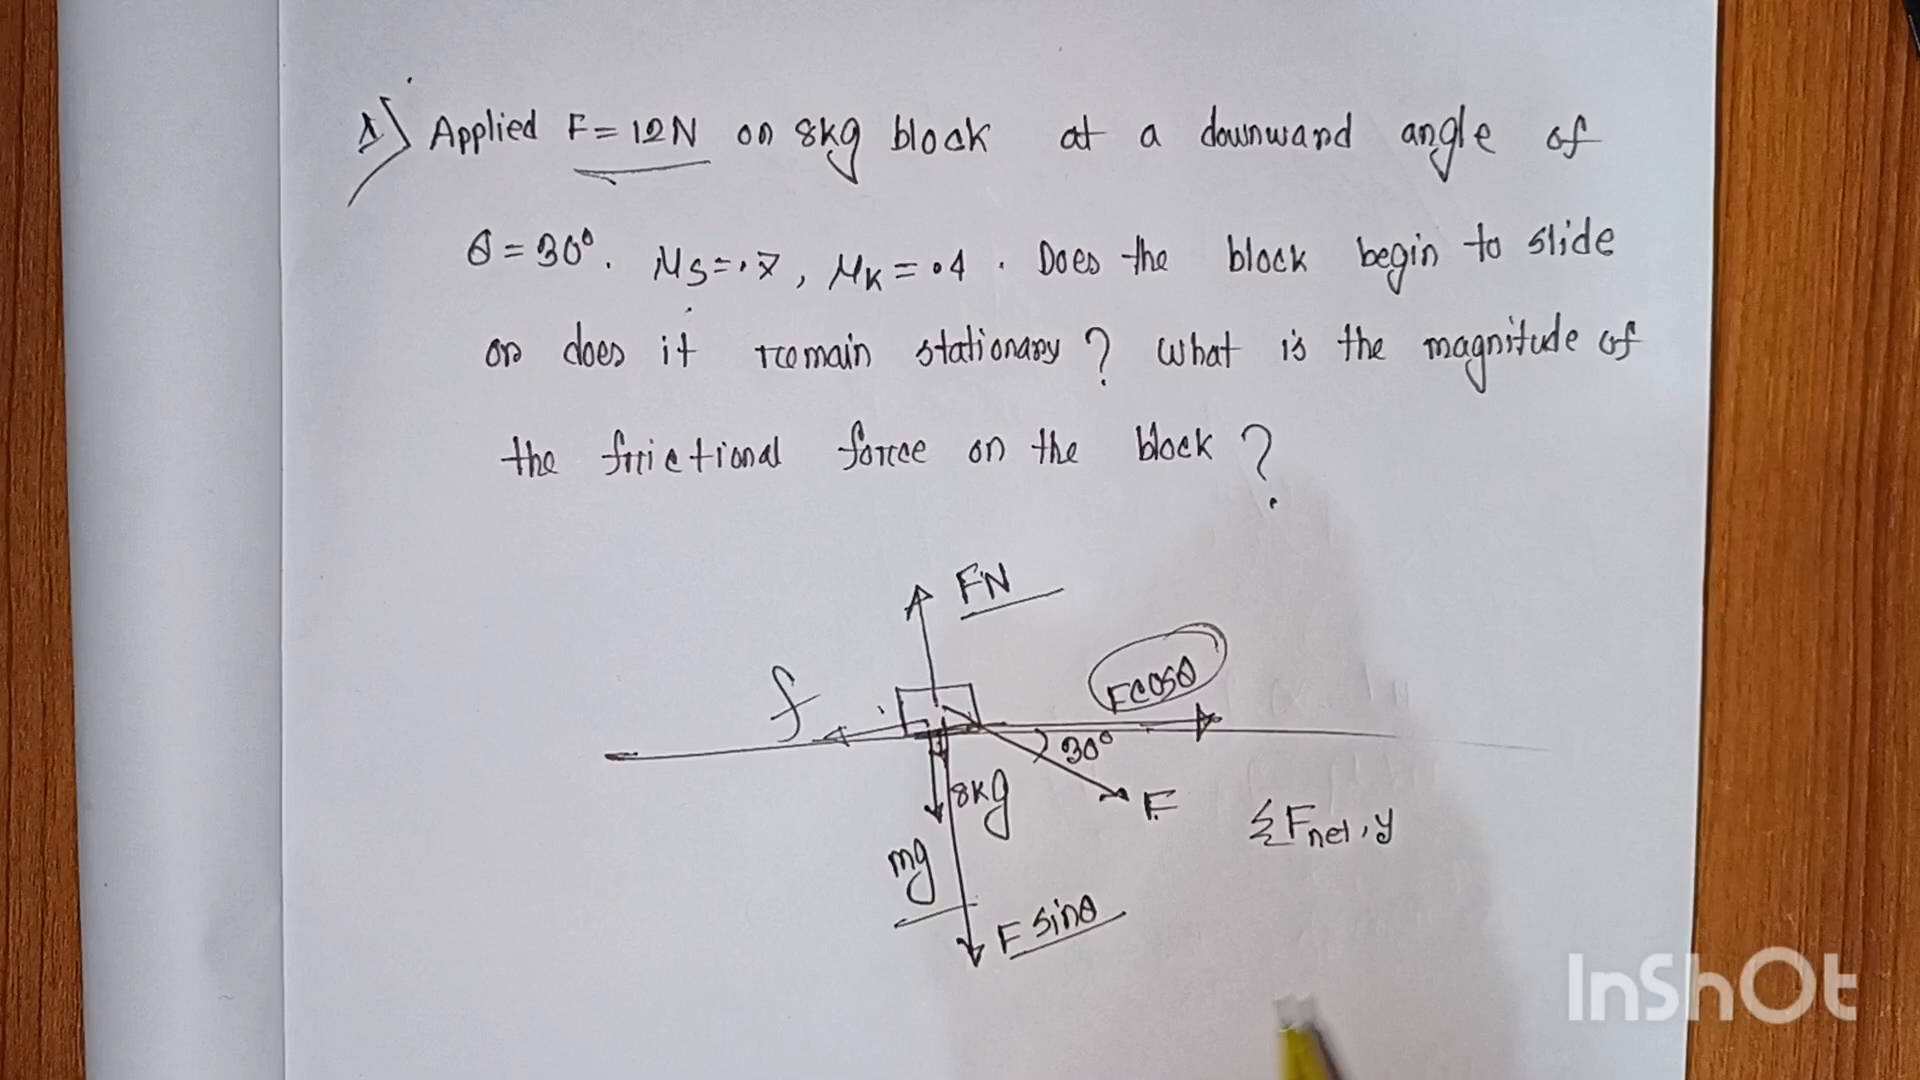 1) Applied F = 12N on 8kg block at a downward angle of
θ = 30°. μs = .7, μK = .4. Does the block begin to slide
or does it remain stationary? What is the magnitude of
the frictional force on the block?
FN
f
Fcosθ
30°
8kg
F
ΣFnet,y
mg
F sinθ
InShOt